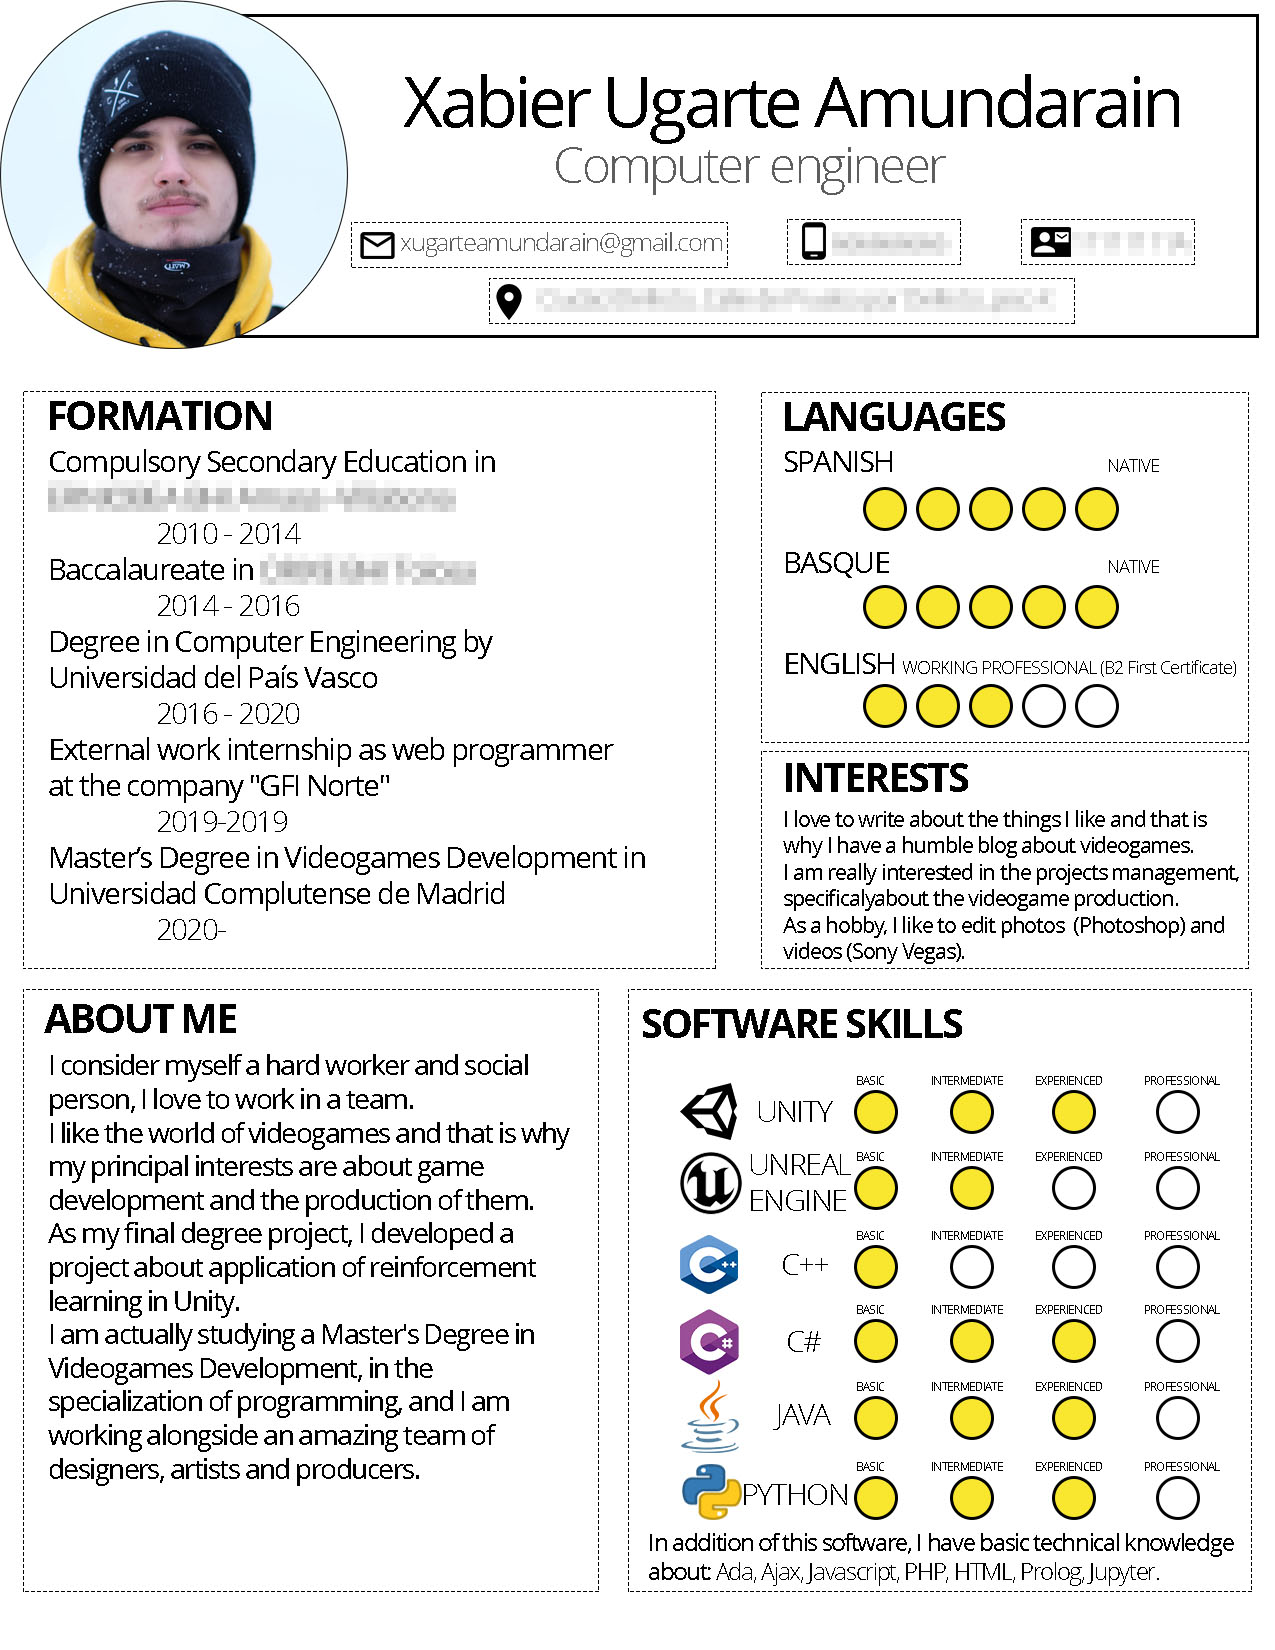 Xabier Ugarte Amundarain
Computer engineer
xugarteamundarain@gmail.com
FORMATION
Compulsory Secondary Education in
2010 - 2014
Baccalaureate in
2014 - 2016
Degree in Computer Engineering by
Universidad del País Vasco
2016 - 2020
External work internship as web programmer
at the company "GFI Norte"
2019-2019
Master's Degree in Videogames Development in
Universidad Complutense de Madrid
2020-
LANGUAGES
SPANISH NATIVE
BASQUE NATIVE
ENGLISH WORKING PROFESSIONAL (B2 First Certificate)
INTERESTS
I love to write about the things I like and that is
why I have a humble blog about videogames.
I am really interested in the projects management,
specificalyabout the videogame production.
As a hobby, I like to edit photos (Photoshop) and
videos (Sony Vegas).
ABOUT ME
I consider myself a hard worker and social
person, I love to work in a team.
I like the world of videogames and that is why
my principal interests are about game
development and the production of them.
As my final degree project, I developed a
project about application of reinforcement
learning in Unity.
I am actually studying a Master's Degree in
Videogames Development, in the
specialization of programming, and I am
working alongside an amazing team of
designers, artists and producers.
SOFTWARE SKILLS
BASIC INTERMEDIATE EXPERIENCED PROFESSIONAL
UNITY
BASIC INTERMEDIATE EXPERIENCED PROFESSIONAL
UNREAL
ENGINE
BASIC INTERMEDIATE EXPERIENCED PROFESSIONAL
C++
BASIC INTERMEDIATE EXPERIENCED PROFESSIONAL
C#
BASIC INTERMEDIATE EXPERIENCED PROFESSIONAL
JAVA
BASIC INTERMEDIATE EXPERIENCED PROFESSIONAL
PYTHON
In addition of this software, I have basic technical knowledge
about: Ada, Ajax, Javascript, PHP, HTML, Prolog, Jupyter.